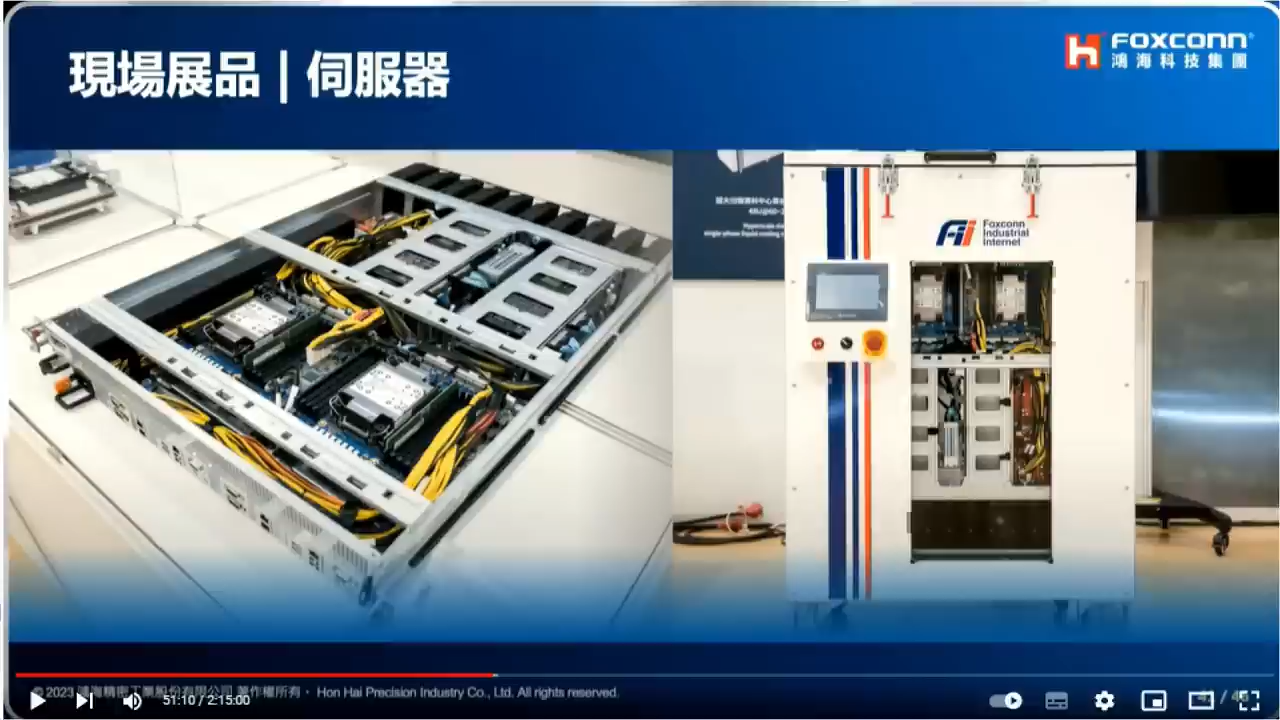 現場展品｜伺服器
FOXCONN
鴻海科技集團
Hyperscale
Foxconn
Industrial
Internet
© 2023 鴻海精密工業股份有限公司 著作權所有・ Hon Hai Precision Industry Co., Ltd. All rights reserved.
51:10 / 2:15:00